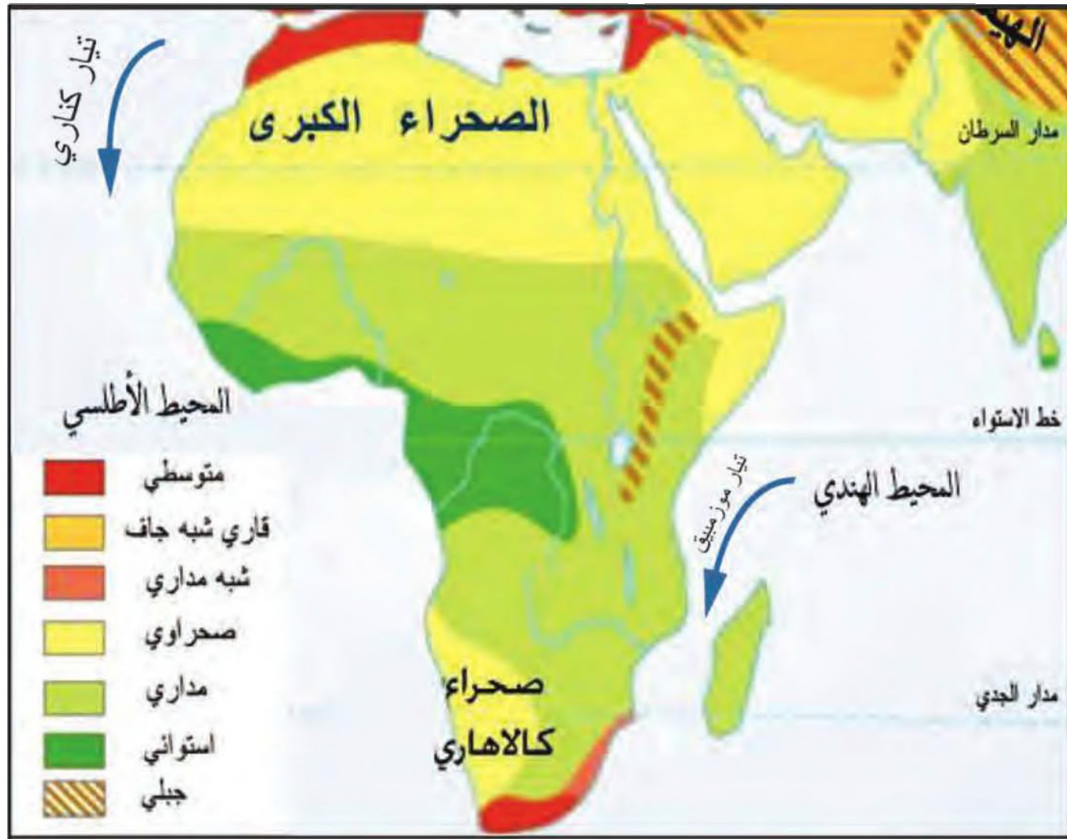 تيار كناري
الصحراء الكبرى
مدار السرطان
المحيط الأطلسي
خط الاستواء
تيار موزمبيق
المحيط الهندي
متوسطي
قاري شبه جاف
شبه مداري
صحراوي
مداري
استوائي
جبلي
صحراء
كالاهاري
مدار الجدي